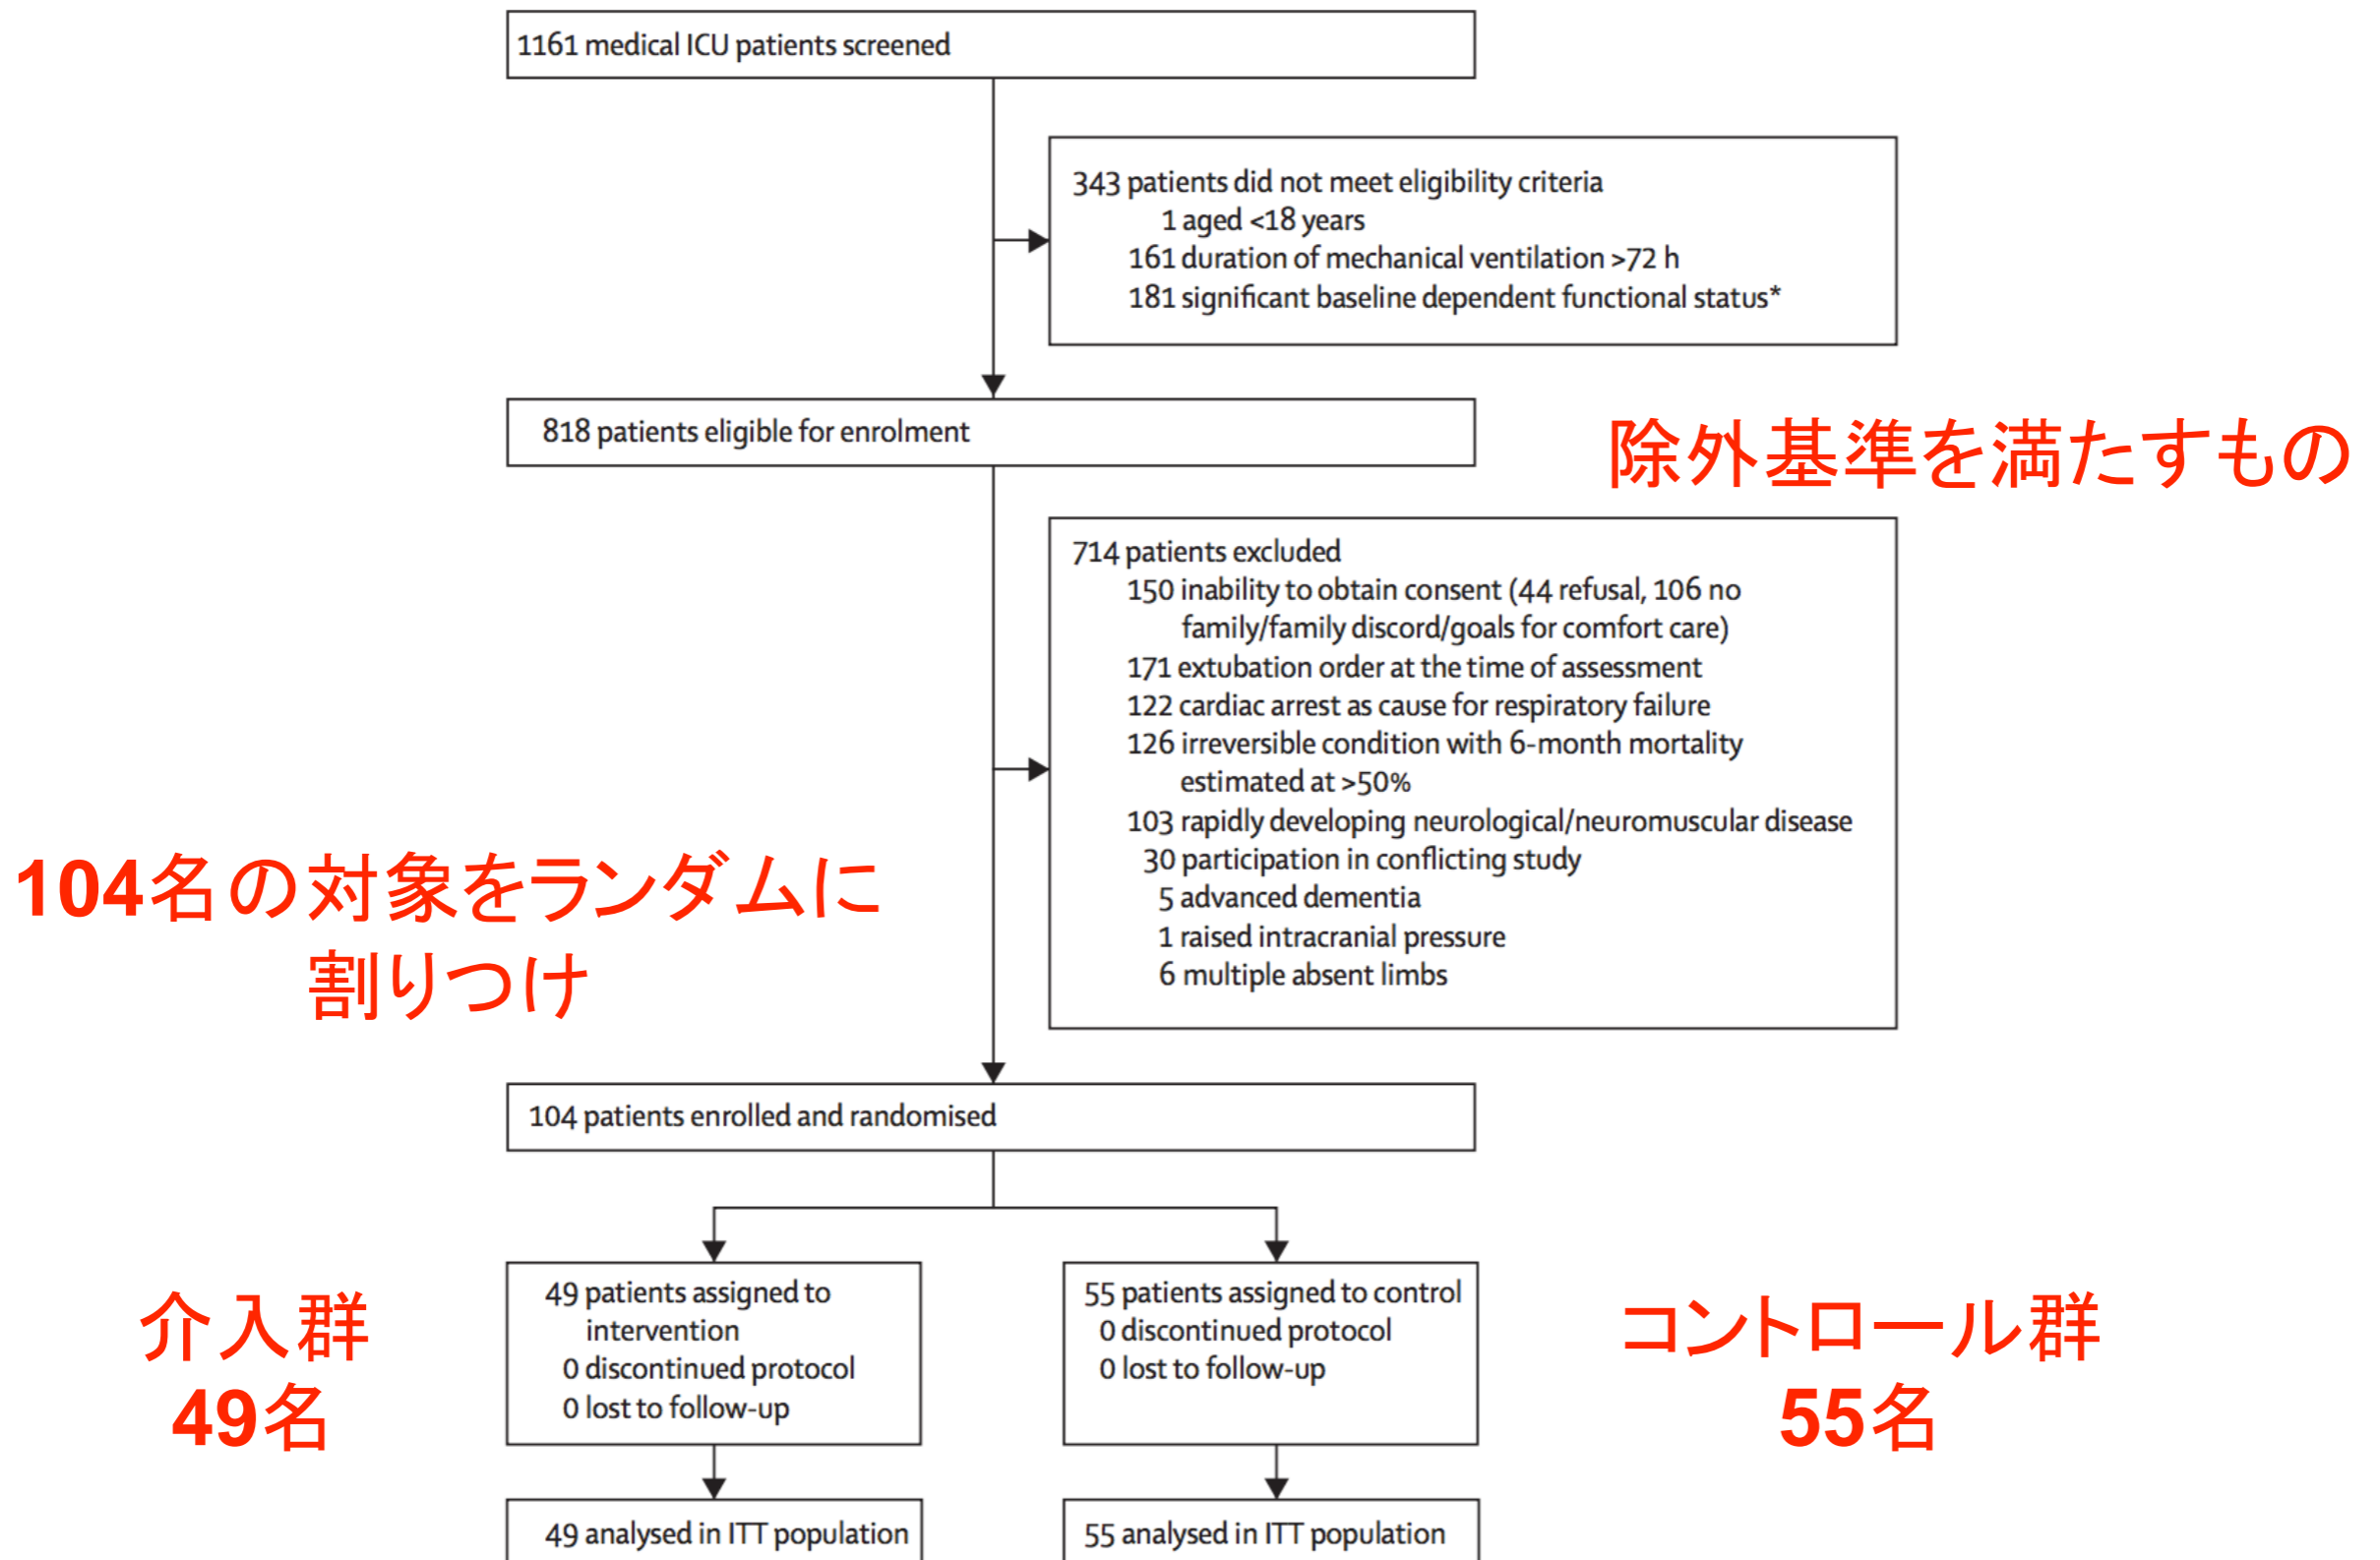 1161 medical ICU patients screened
343 patients did not meet eligibility criteria
1 aged <18 years
161 duration of mechanical ventilation >72 h
181 significant baseline dependent functional status*
818 patients eligible for enrolment
除外基準を満たすもの
714 patients excluded
150 inability to obtain consent (44 refusal, 106 no
family/family discord/goals for comfort care)
171 extubation order at the time of assessment
122 cardiac arrest as cause for respiratory failure
126 irreversible condition with 6-month mortality
estimated at >50%
103 rapidly developing neurological/neuromuscular disease
30 participation in conflicting study
5 advanced dementia
1 raised intracranial pressure
6 multiple absent limbs
104名の対象をランダムに
割りつけ
104 patients enrolled and randomised
介入群
49名
49 patients assigned to
intervention
0 discontinued protocol
0 lost to follow-up
55 patients assigned to control
0 discontinued protocol
0 lost to follow-up
コントロール群
55名
49 analysed in ITT population
55 analysed in ITT population